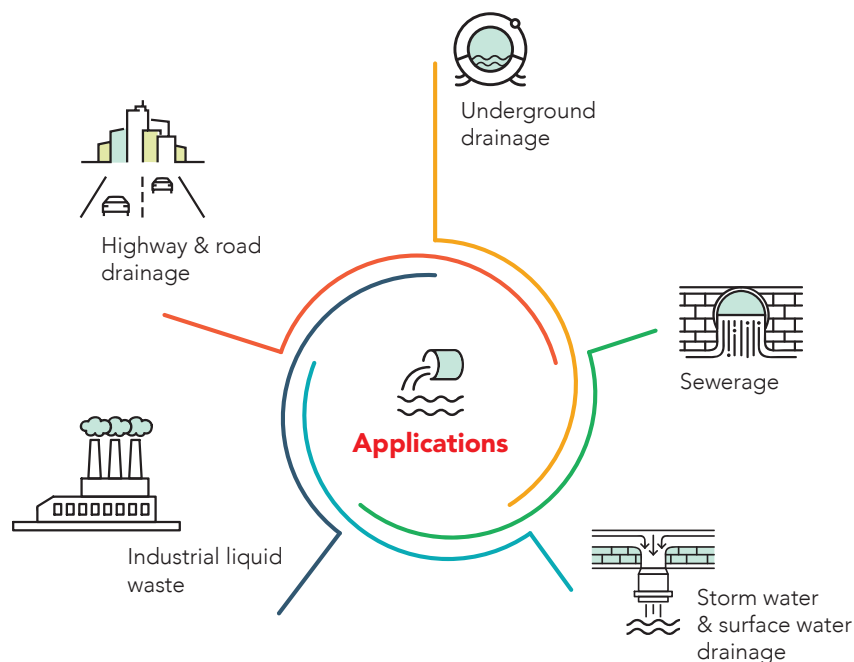 Underground
drainage
Highway & road
drainage
Sewerage
Applications
Industrial liquid
waste
Storm water
& surface water
drainage